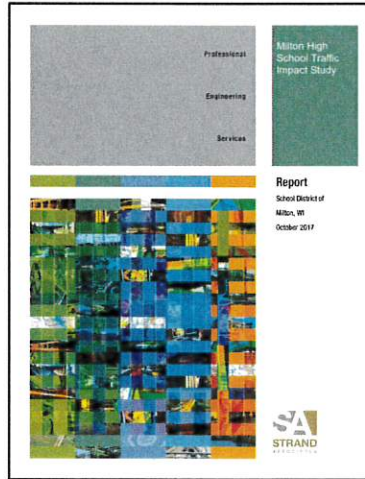 Professional
Engineering
Services
Milton High
School Traffic
Impact Study
Report
School District of
Milton, WI
October 2017
SA
STRAND
ASSOCIATES